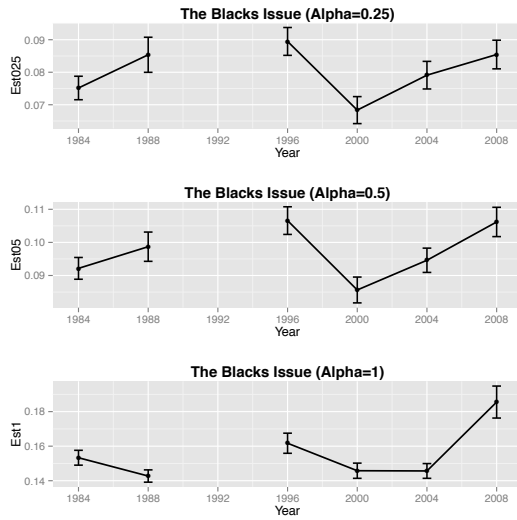 The Blacks Issue (Alpha=0.25)
0.09
0.08
0.07
Est025
1984 1988 1992 1996 2000 2004 2008
Year
The Blacks Issue (Alpha=0.5)
0.11
0.10
0.09
Est05
1984 1988 1992 1996 2000 2004 2008
Year
The Blacks Issue (Alpha=1)
0.18
0.16
0.14
Est1
1984 1988 1992 1996 2000 2004 2008
Year